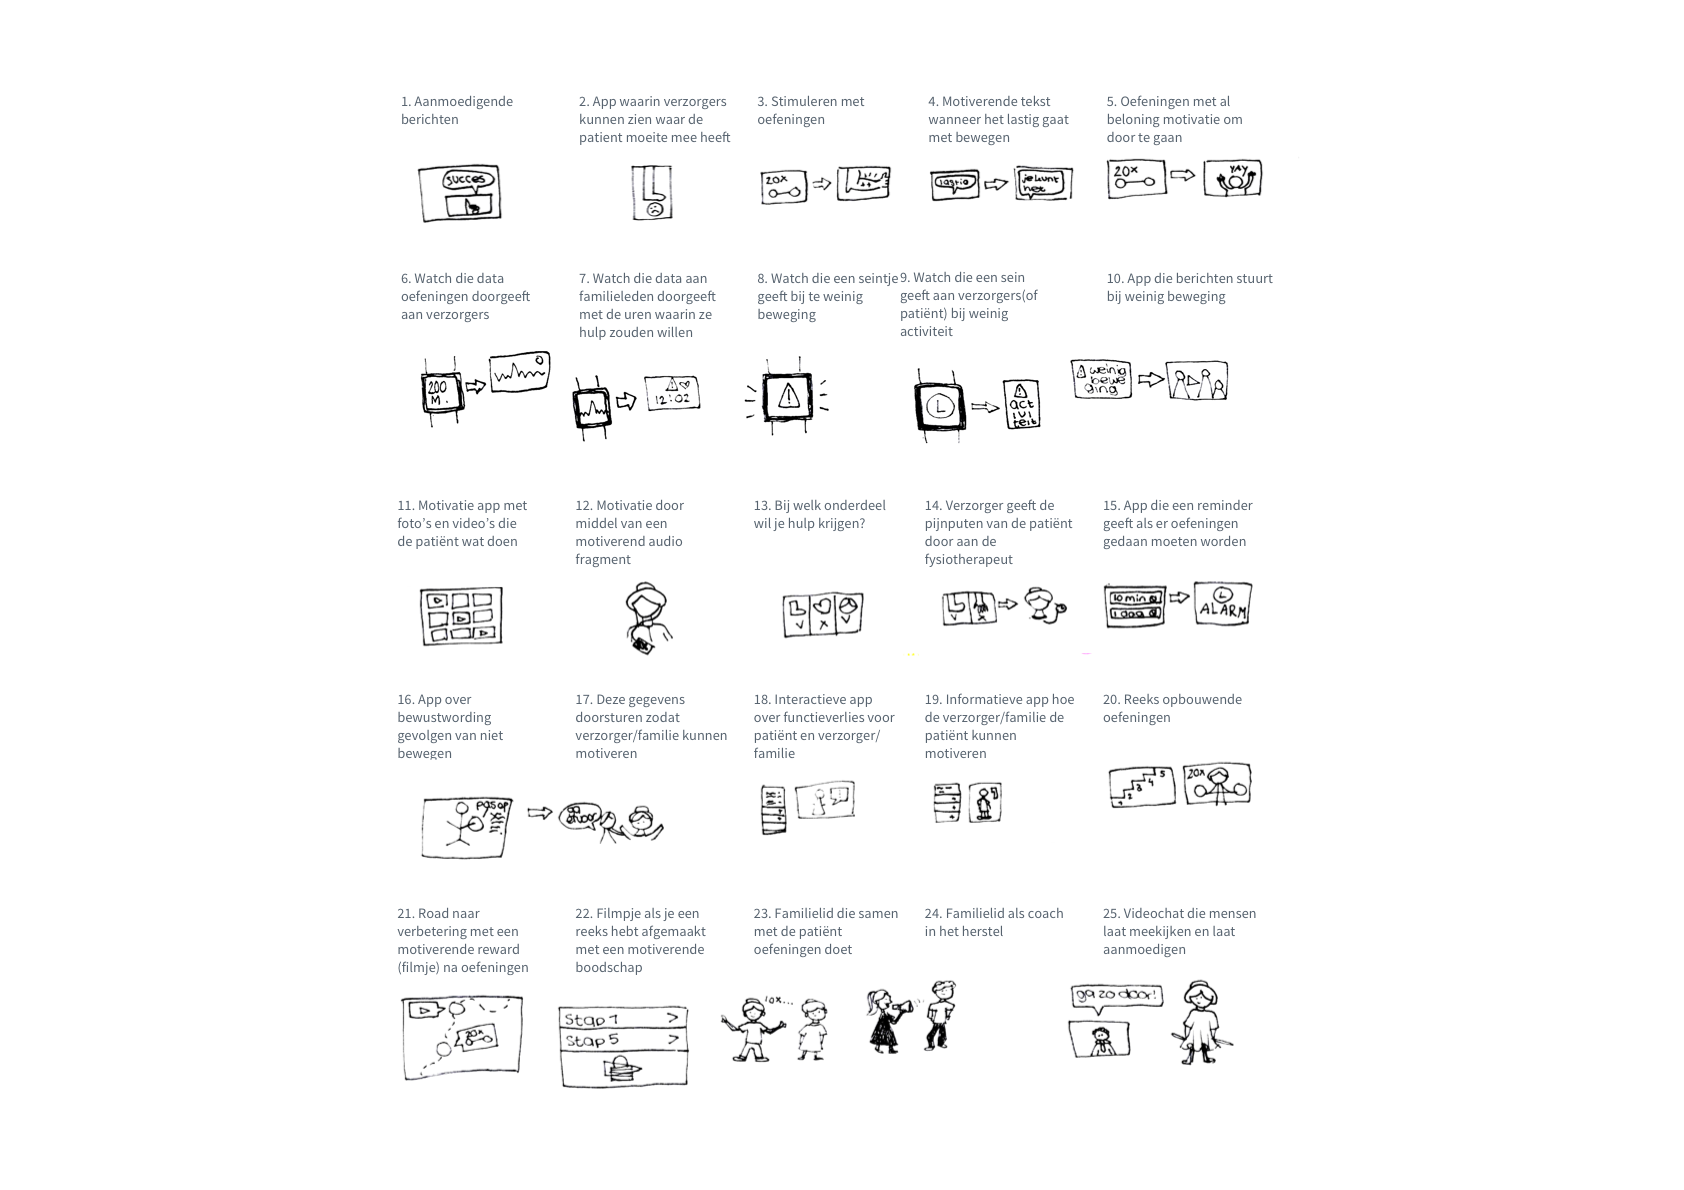 1. Aanmoedigende
berichten
succes
2. App waarin verzorgers
kunnen zien waar de
patient moeite mee heeft
3. Stimuleren met
oefeningen
20x
4. Motiverende tekst
wanneer het lastig gaat
met bewegen
lastig
je kunt
het
5. Oefeningen met al
beloning motivatie om
door te gaan
20x
YAY
6. Watch die data
oefeningen doorgeeft
aan verzorgers
200
M.
7. Watch die data aan
familieleden doorgeeft
met de uren waarin ze
hulp zouden willen
12:02
8. Watch die een seintje
geeft bij te weinig
beweging
9. Watch die een sein
geeft aan verzorgers(of
patiënt) bij weinig
activiteit
act
ivi
teit
10. App die berichten stuurt
bij weinig beweging
weinig
bewe
ging
11. Motivatie app met
foto's en video's die
de patiënt wat doen
12. Motivatie door
middel van een
motiverend audio
fragment
13. Bij welk onderdeel
wil je hulp krijgen?
14. Verzorger geeft de
pijnputen van de patiënt
door aan de
fysiotherapeut
15. App die een reminder
geeft als er oefeningen
gedaan moeten worden
10 min
1 dag
ALARM
16. App over
bewustwording
gevolgen van niet
bewegen
pas op
17. Deze gegevens
doorsturen zodat
verzorger/familie kunnen
motiveren
ga
door
18. Interactieve app
over functieverlies voor
patiënt en verzorger/
familie
19. Informatieve app hoe
de verzorger/familie de
patiënt kunnen
motiveren
20. Reeks opbouwende
oefeningen
1 2 3 4 5
20x
21. Road naar
verbetering met een
motiverende reward
(filmje) na oefeningen
20x
22. Filmpje als je een
reeks hebt afgemaakt
met een motiverende
boodschap
Stap 1 >
Stap 5 >
23. Familielid die samen
met de patiënt
oefeningen doet
10x...
24. Familielid als coach
in het herstel
25. Videochat die mensen
laat meekijken en laat
aanmoedigen
ga zo door!